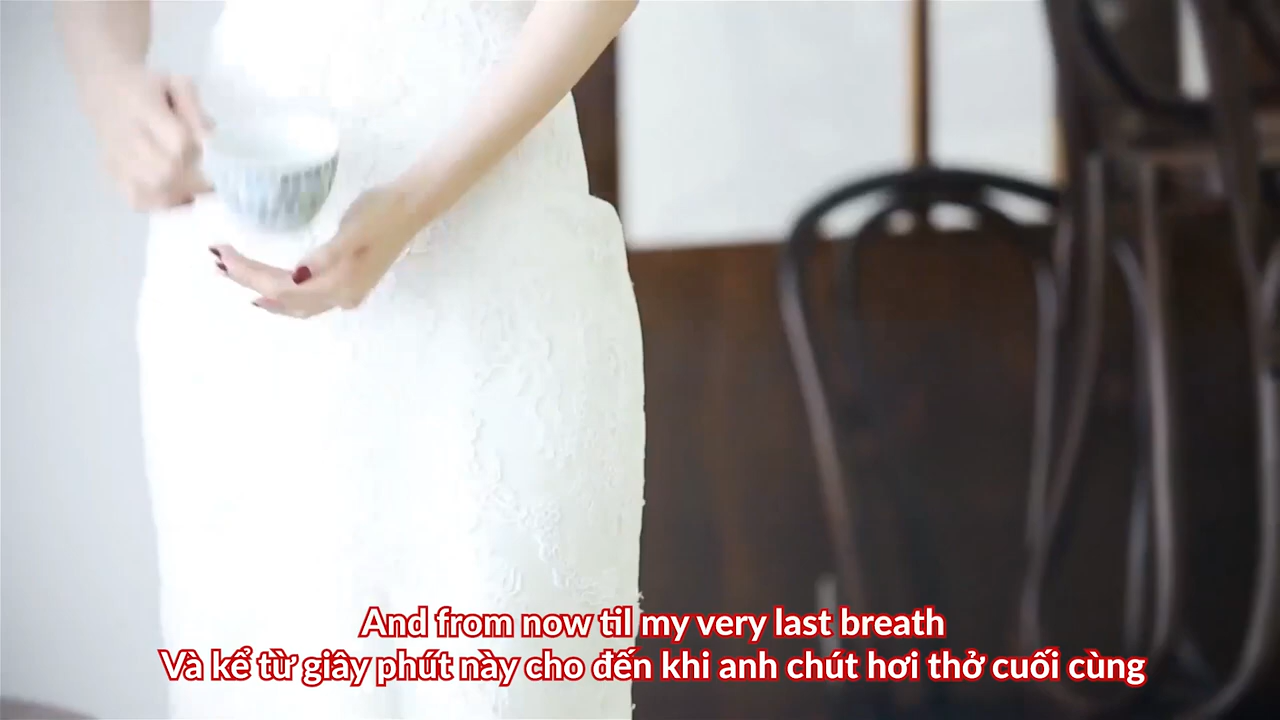 And from now til my very last breath
Và kể từ giây phút này cho đến khi anh chút hơi thở cuối cùng